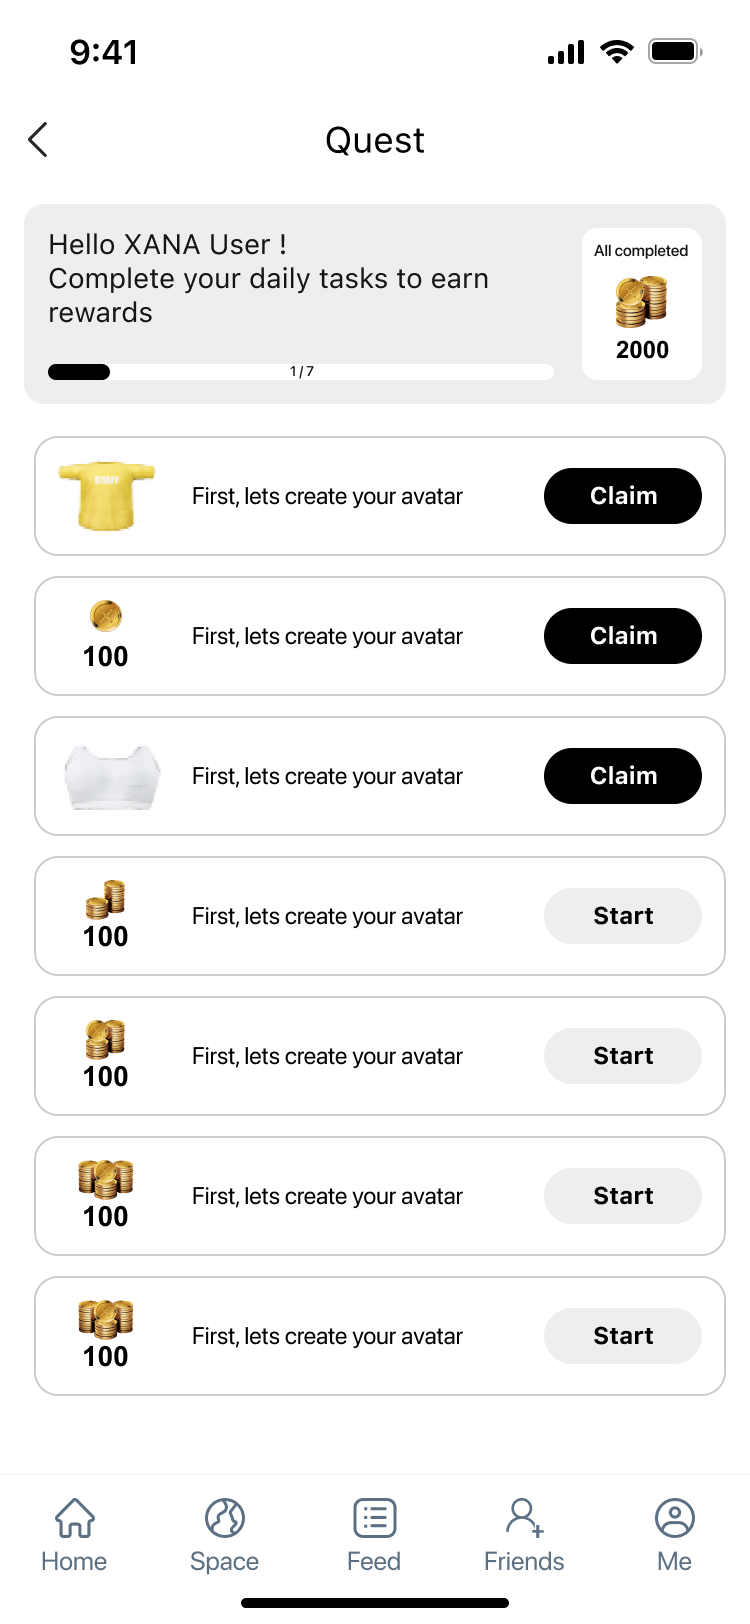 9:41
Quest
Hello XANA User !
Complete your daily tasks to earn
rewards
1/7
All completed
2000
STAFF
First, lets create your avatar
Claim
100
First, lets create your avatar
Claim
First, lets create your avatar
Claim
100
First, lets create your avatar
Start
100
First, lets create your avatar
Start
100
First, lets create your avatar
Start
100
First, lets create your avatar
Start
Home
Space
Feed
Friends
Me